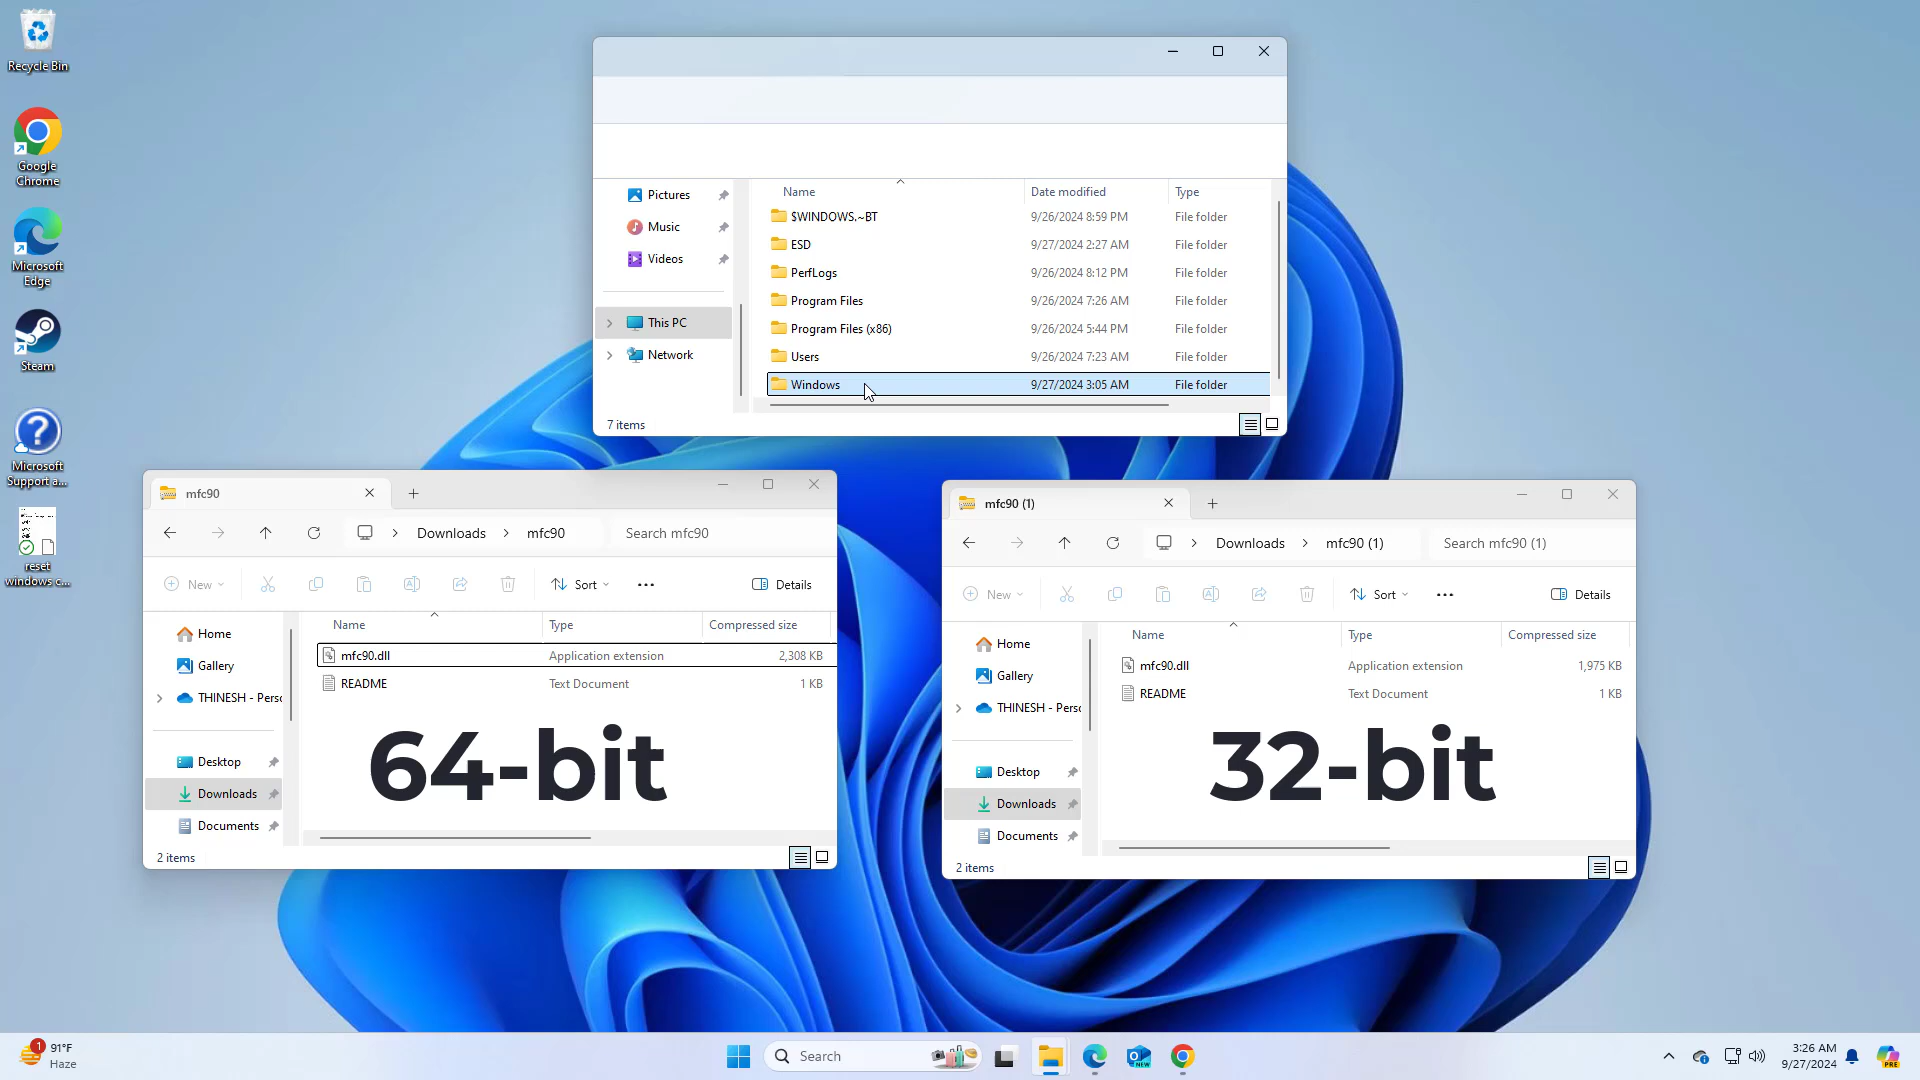 Recycle Bin
Google
Chrome
Microsoft
Edge
Steam
Microsoft
Support a...
reset
windows c...
Pictures
Music
Videos
This PC
Network
Name Date modified Type
$WINDOWS.~BT 9/26/2024 8:59 PM File folder
ESD 9/27/2024 2:27 AM File folder
PerfLogs 9/26/2024 8:12 PM File folder
Program Files 9/26/2024 7:26 AM File folder
Program Files (x86) 9/26/2024 5:44 PM File folder
Users 9/26/2024 7:23 AM File folder
Windows 9/27/2024 3:05 AM File folder
7 items
mfc90
Downloads > mfc90 Search mfc90
New Sort Details
Home
Gallery
THINESH - Perso
Desktop
Downloads
Documents
Name Type Compressed size
mfc90.dll Application extension 2,308 KB
README Text Document 1 KB
64-bit
2 items
mfc90 (1)
Downloads > mfc90 (1) Search mfc90 (1)
New Sort Details
Home
Gallery
THINESH - Perso
Desktop
Downloads
Documents
Name Type Compressed size
mfc90.dll Application extension 1,975 KB
README Text Document 1 KB
32-bit
2 items
1
91°F
Haze
Search
NEW
3:26 AM
9/27/2024
PRE